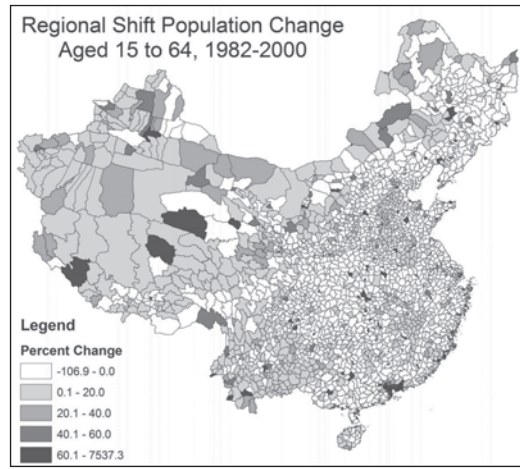 Regional Shift Population Change
Aged 15 to 64, 1982-2000
Legend
Percent Change
-106.9 - 0.0
0.1 - 20.0
20.1 - 40.0
40.1 - 60.0
60.1 - 7537.3